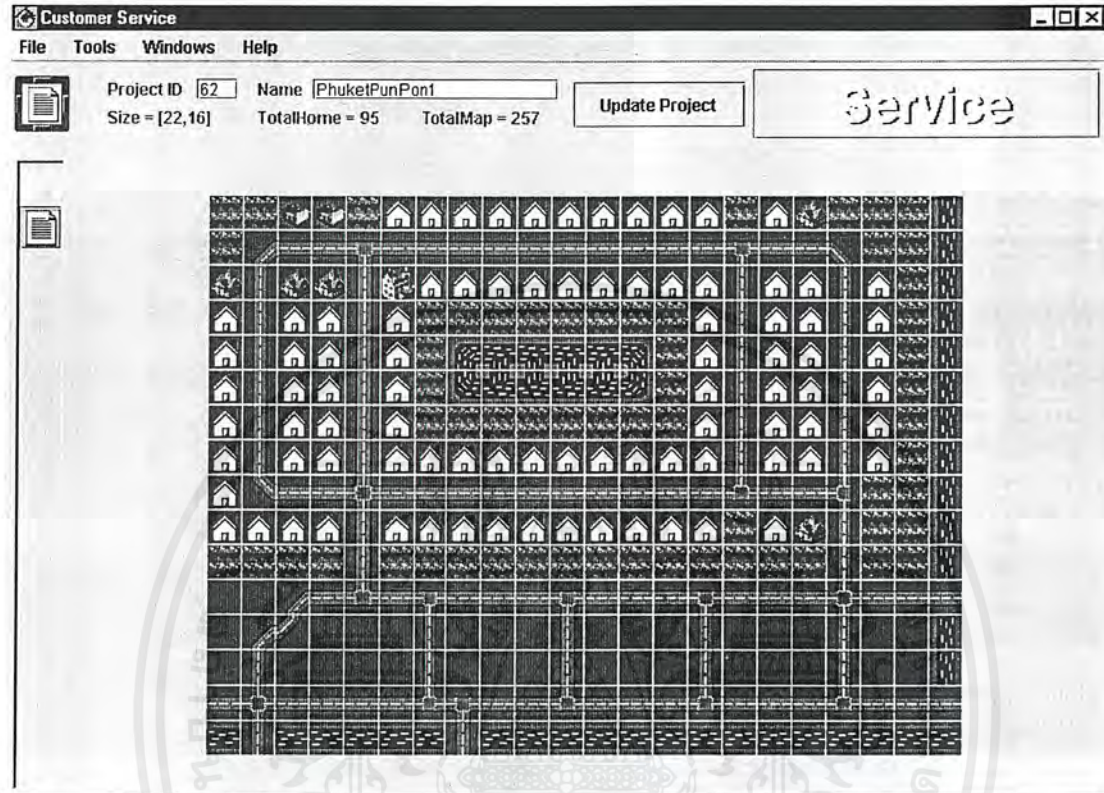 Customer Service
File Tools Windows Help
Project ID 62 Name PhuketPunPon1
Size = [22,16] TotalHome = 95 TotalMap = 257
Update Project
Service